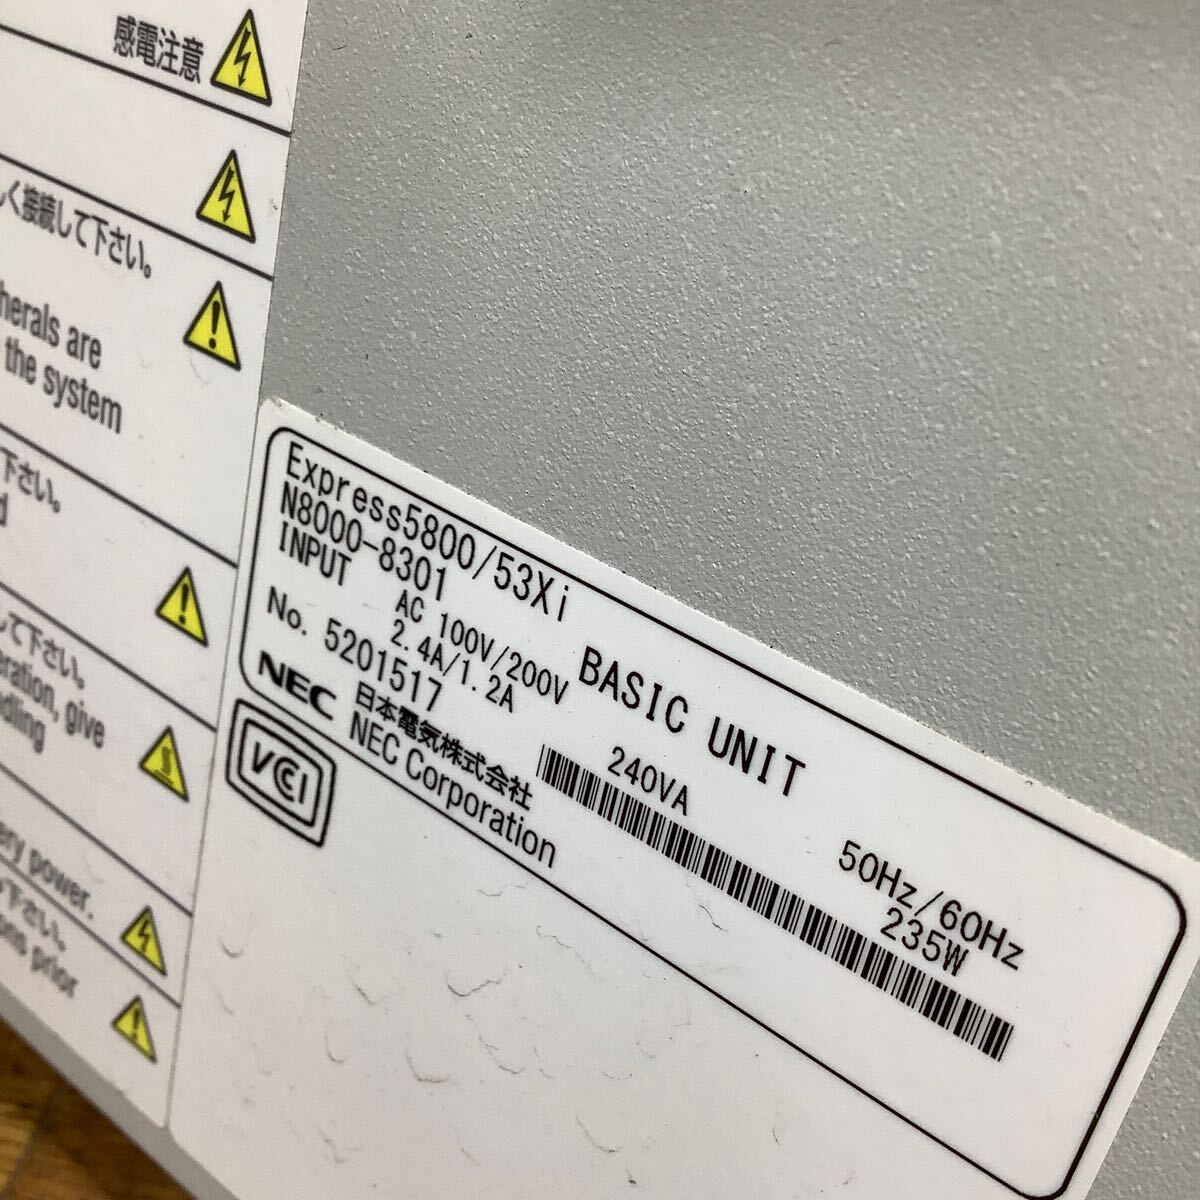 感電注意
しく接続して下さい。
herals are
the system
下さい。
して下さい。
eration, give
dling
ery power.
下さい。
ons prior
Express5800/53Xi BASIC UNIT
N8000-8301
INPUT AC 100V/200V 50Hz/60Hz
2.4A/1.2A 240VA 235W
No. 5201517
NEC 日本電気株式会社
NEC Corporation
VCI